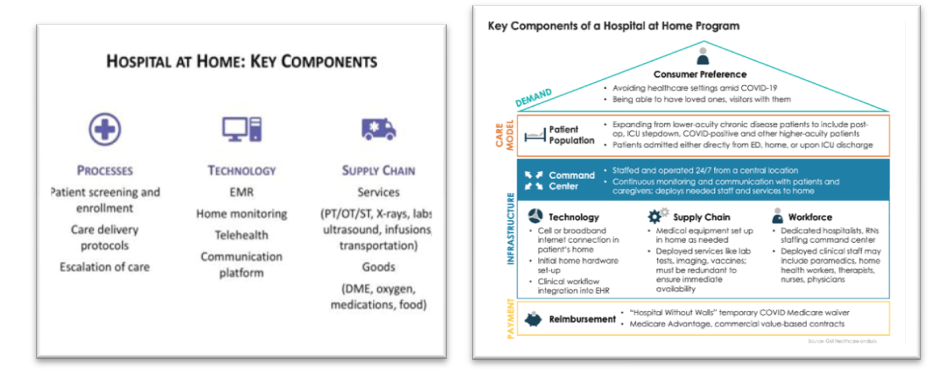 HOSPITAL AT HOME: KEY COMPONENTS
PROCESSES
Patient screening and
enrollment
Care delivery
protocols
Escalation of care
TECHNOLOGY
EMR
Home monitoring
Telehealth
Communication
platform
SUPPLY CHAIN
Services
(PT/OT/ST, X-rays, labs
ultrasound, infusions
transportation)
Goods
(DME, oxygen,
medications, food)
Key Components of a Hospital at Home Program
DEMAND
Consumer Preference
• Avoiding healthcare settings amid COVID-19
• Being able to have loved ones, visitors with them
CARE
MODEL
Patient
Population
• Expanding from lower-acuity chronic disease patients to include post-
op, ICU stepdown, COVID-positive and other higher-acuity patients
• Patients admitted either directly from ED, home, or upon ICU discharge
INFRASTRUCTURE
Command
Center
• Staffed and operated 24/7 from a central location
• Continuous monitoring and communication with patients and
caregivers; deploys needed staff and services to home
Technology
• Cell or broadband
internet connection in
patient's home
• Initial home hardware
set-up
• Clinical workflow
integration into EHR
Supply Chain
• Medical equipment set up
in home as needed
• Deployed services like lab
tests, imaging, vaccines;
must be redundant to
ensure immediate
availability
Workforce
• Dedicated hospitalists, RNs
staffing command center
• Deployed clinical staff may
include paramedics, home
health workers, therapists,
nurses, physicians
PAYMENT
Reimbursement
• "Hospital Without Walls" temporary COVID Medicare waiver
• Medicare Advantage, commercial value-based contracts
Source: